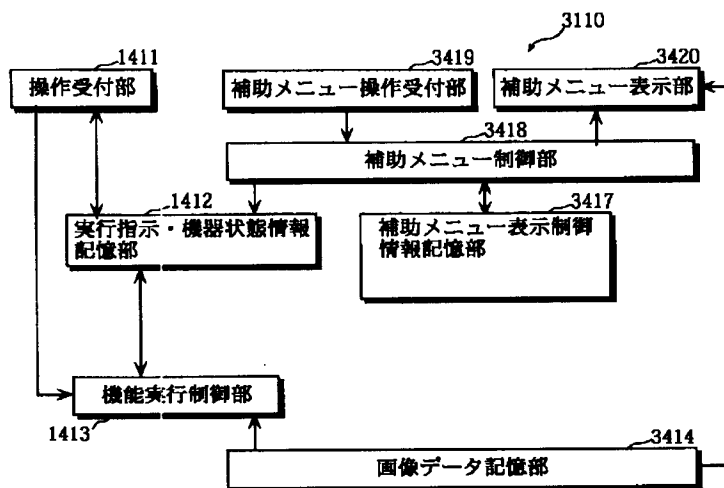 3110
1411
操作受付部
3419
補助メニュー操作受付部
3420
補助メニュー表示部
3418
補助メニュー制御部
1412
実行指示・機器状態情報
記憶部
3417
補助メニュー表示制御
情報記憶部
機能実行制御部
1413
3414
画像データ記憶部